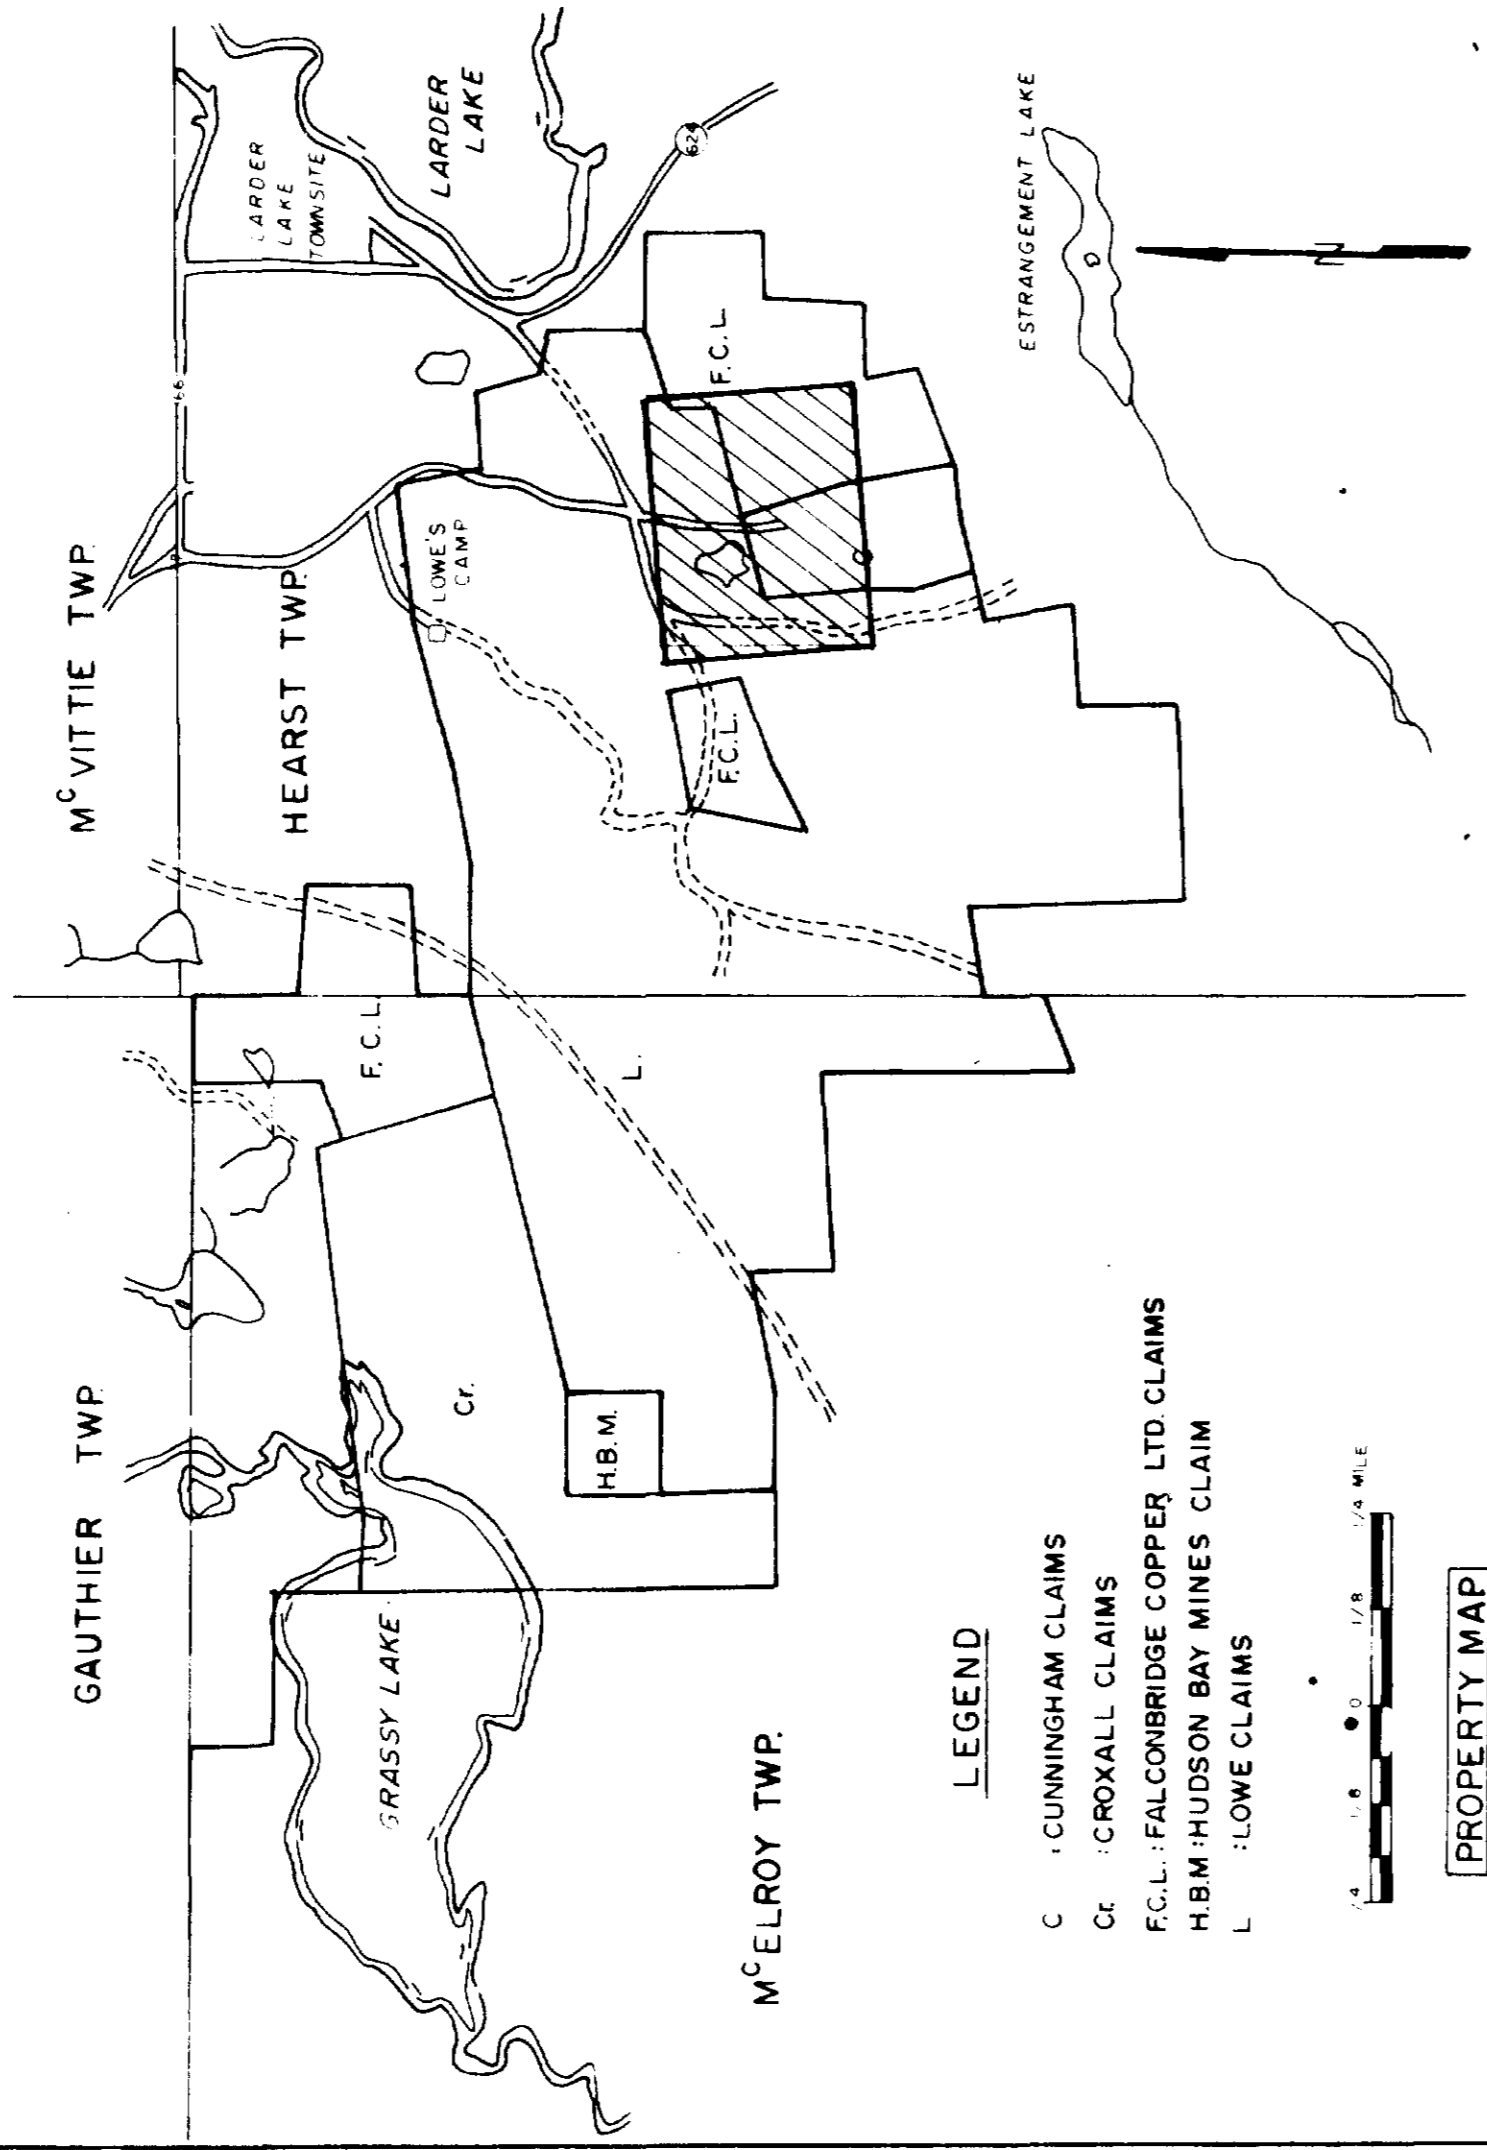 GAUTHIER TWP.
McVITTIE TWP.
HEARST TWP.
66
LARDER
LAKE
TOWNSITE
LARDER
LAKE
624
LOWE'S
CAMP
F.C.L.
F.C.L.
F.C.L.
L.
Cr.
H.B.M.
GRASSY LAKE
McELROY TWP.
ESTRANGEMENT LAKE
N
LEGEND
C : CUNNINGHAM CLAIMS
Cr. : CROXALL CLAIMS
F.C.L. : FALCONBRIDGE COPPER LTD. CLAIMS
H.B.M : HUDSON BAY MINES CLAIM
L : LOWE CLAIMS
/4 1/8 0 1/8 1/4 MILE
PROPERTY MAP